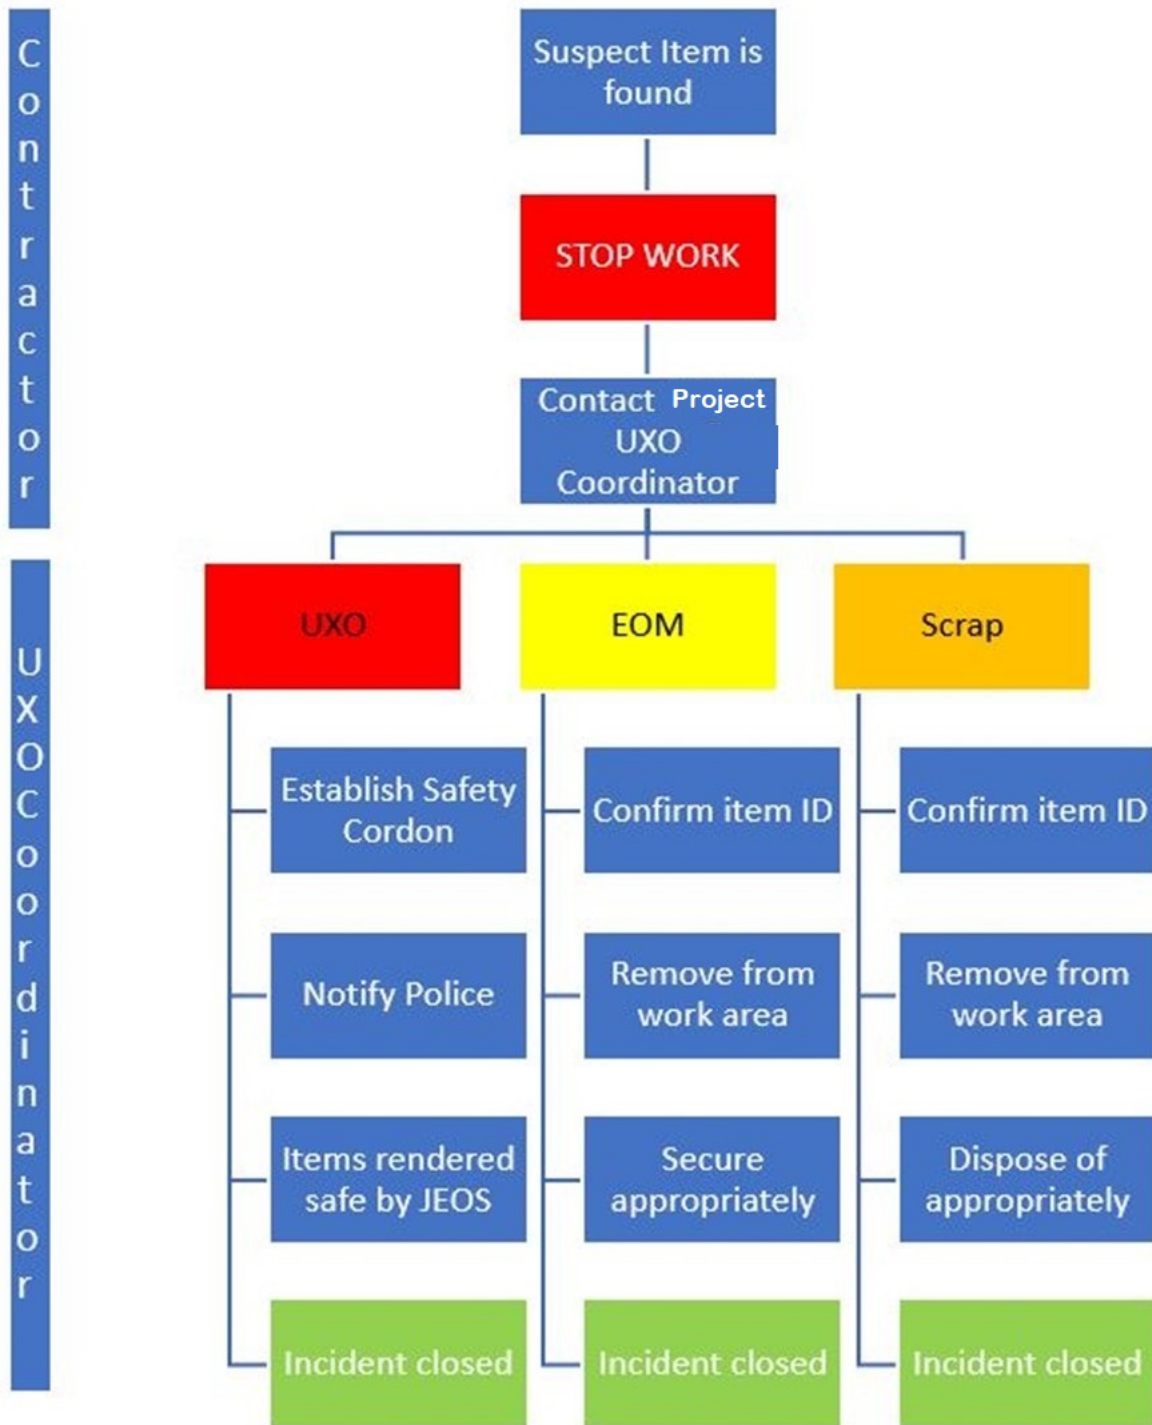 Contractor
Suspect Item is
found
STOP WORK
Contact Project
UXO
Coordinator
UXO Coordinator
UXO
EOM
Scrap
Establish Safety
Cordon
Confirm item ID
Confirm item ID
Notify Police
Remove from
work area
Remove from
work area
Items rendered
safe by JEOS
Secure
appropriately
Dispose of
appropriately
Incident closed
Incident closed
Incident closed